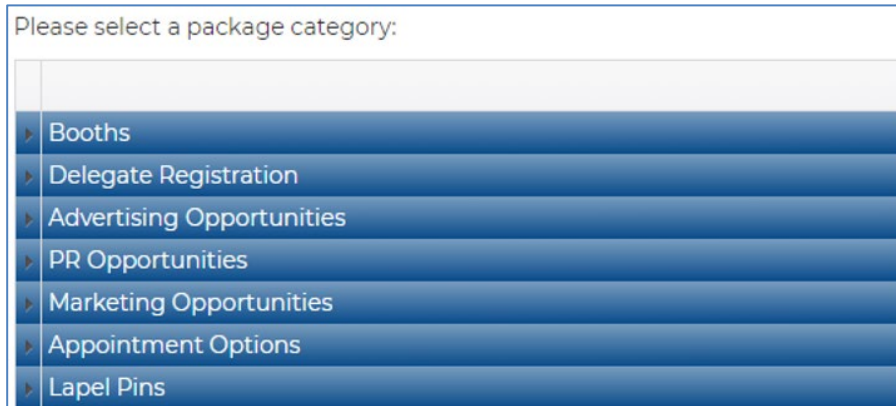 Please select a package category:
Booths
Delegate Registration
Advertising Opportunities
PR Opportunities
Marketing Opportunities
Appointment Options
Lapel Pins